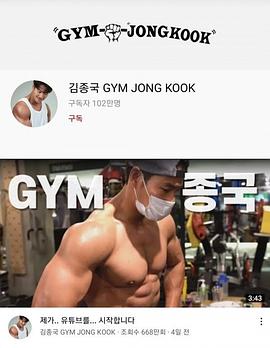 "GYM-JONGKOOK"
김종국 GYM JONG KOOK
구독자 102만명
구독
GYM 종국
3:43
제가.. 유튜브를... 시작합니다
김종국 GYM JONG KOOK · 조회수 668만회 · 4일 전